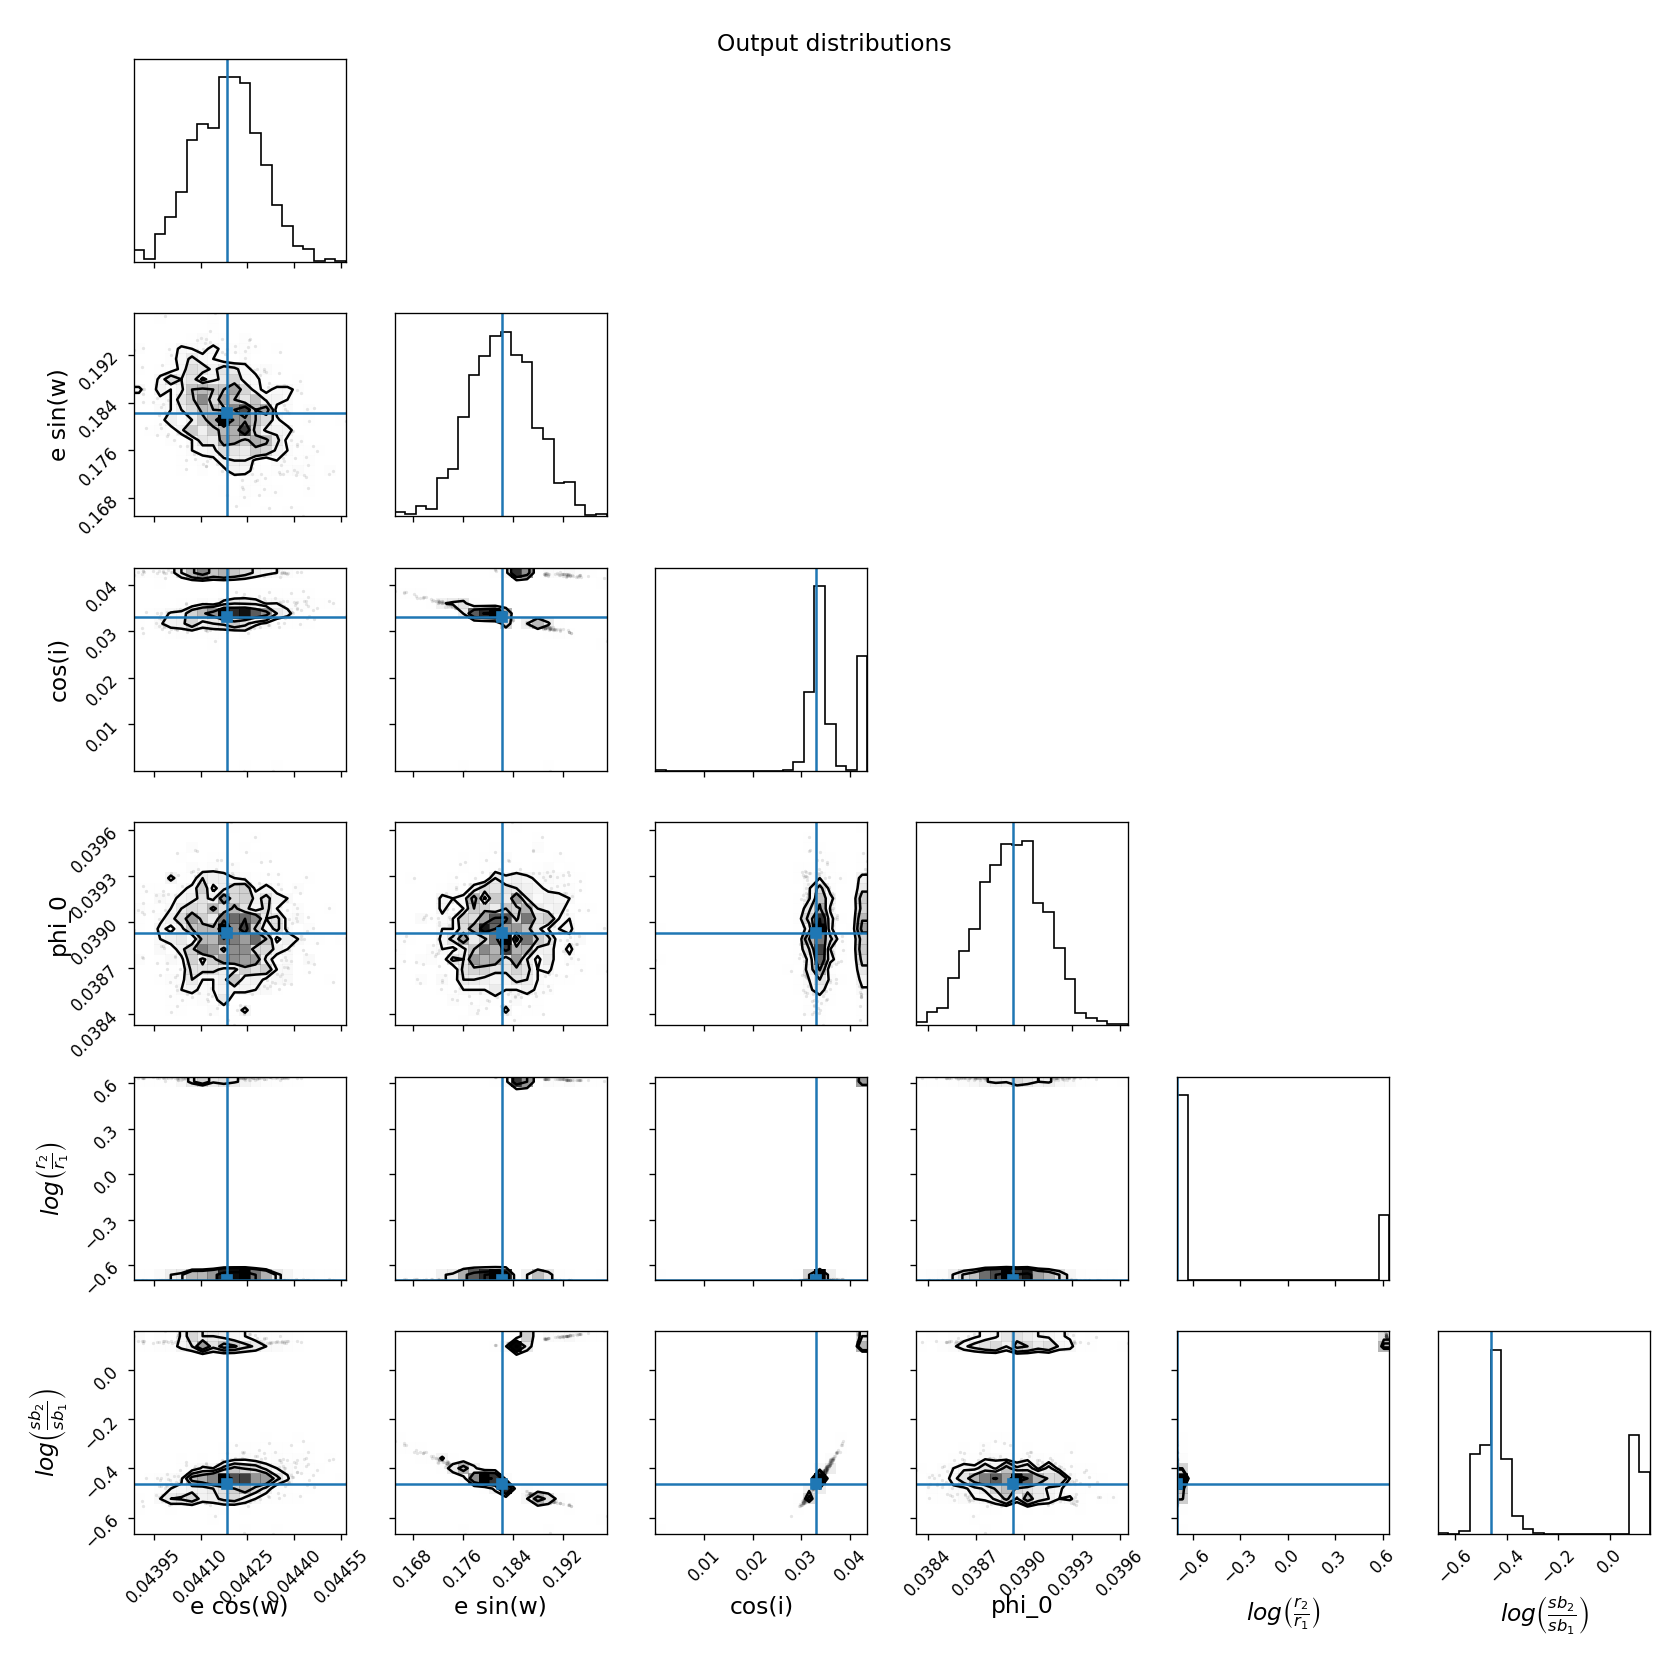 Output distributions
e sin(w)
0.192
0.184
0.176
0.168
cos(i)
0.04
0.03
0.02
0.01
phi_0
0.0396
0.0393
0.0390
0.0387
0.0384
log(r₂/r₁)
0.6
0.3
0.0
−0.3
−0.6
log(sb₂/sb₁)
0.0
−0.2
−0.4
−0.6
0.04395 0.04410 0.04425 0.04440 0.04455
0.168 0.176 0.184 0.192
0.01 0.02 0.03 0.04
0.0384 0.0387 0.0390 0.0393 0.0396
−0.6 −0.3 0.0 0.3 0.6
−0.6 −0.4 −0.2 0.0
e cos(w) e sin(w) cos(i) phi_0 log(r₂/r₁) log(sb₂/sb₁)